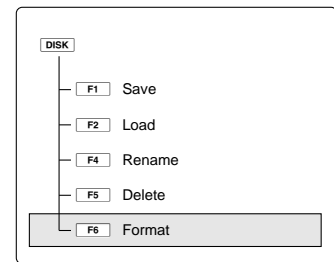 DISK
F1 Save
F2 Load
F4 Rename
F5 Delete
F6 Format